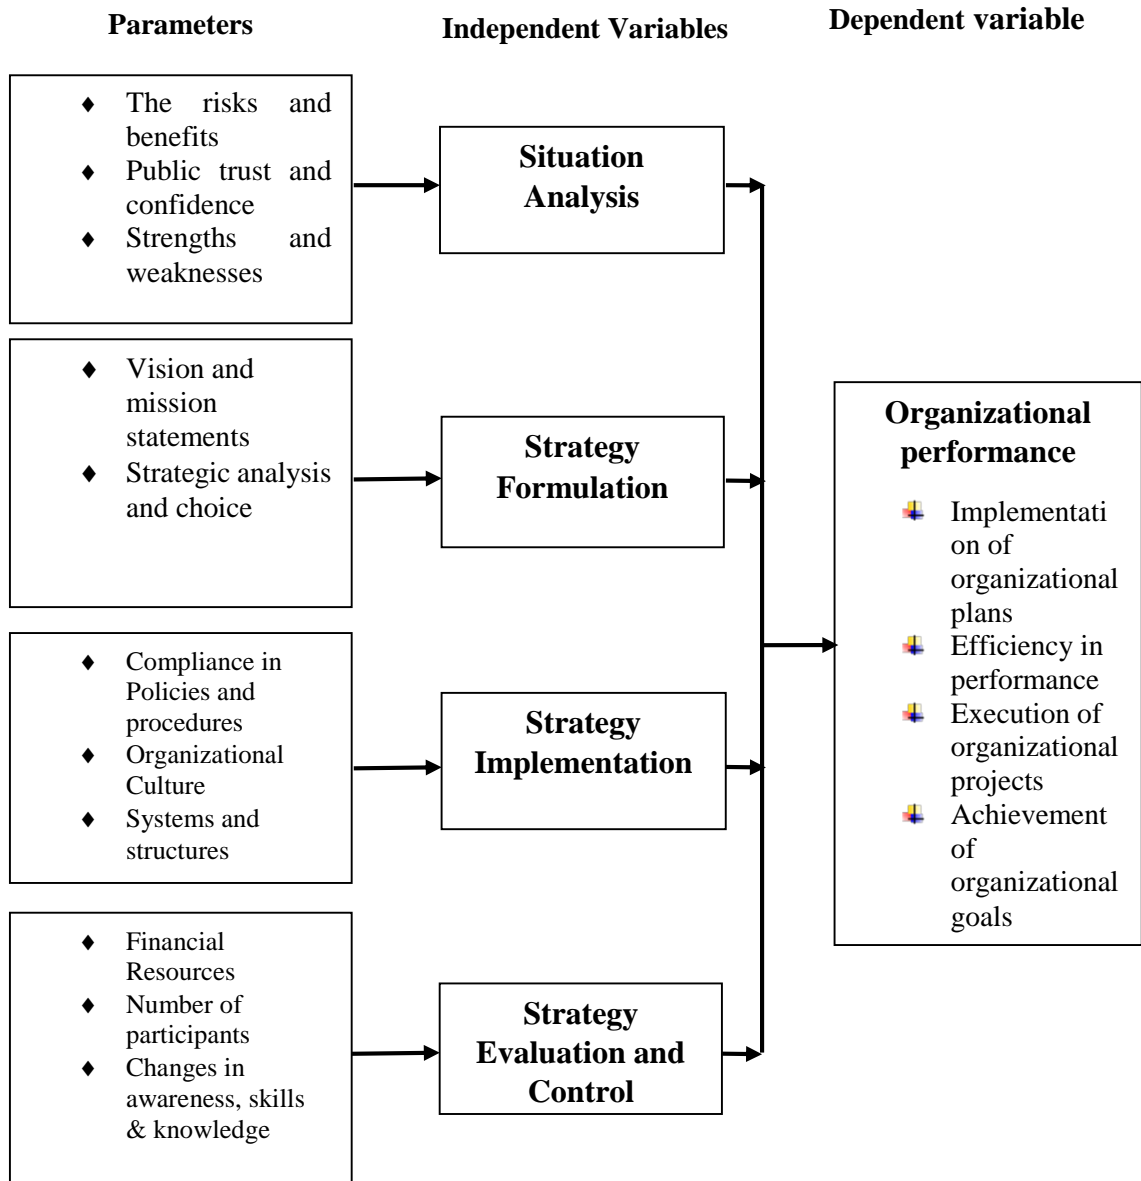 Parameters
Independent Variables
Dependent variable
The risks and
benefits
Public trust and
confidence
Strengths and
weaknesses
Situation
Analysis
Vision and
mission
statements
Strategic analysis
and choice
Strategy
Formulation
Compliance in
Policies and
procedures
Organizational
Culture
Systems and
structures
Strategy
Implementation
Financial
Resources
Number of
participants
Changes in
awareness, skills
& knowledge
Strategy
Evaluation and
Control
Organizational
performance
Implementati
on of
organizational
plans
Efficiency in
performance
Execution of
organizational
projects
Achievement
of
organizational
goals